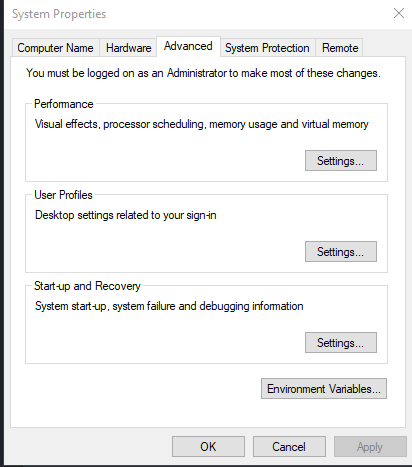 System Properties
Computer Name Hardware Advanced System Protection Remote
You must be logged on as an Administrator to make most of these changes.
Performance
Visual effects, processor scheduling, memory usage and virtual memory
Settings...
User Profiles
Desktop settings related to your sign-in
Settings...
Start-up and Recovery
System start-up, system failure and debugging information
Settings...
Environment Variables...
OK Cancel Apply